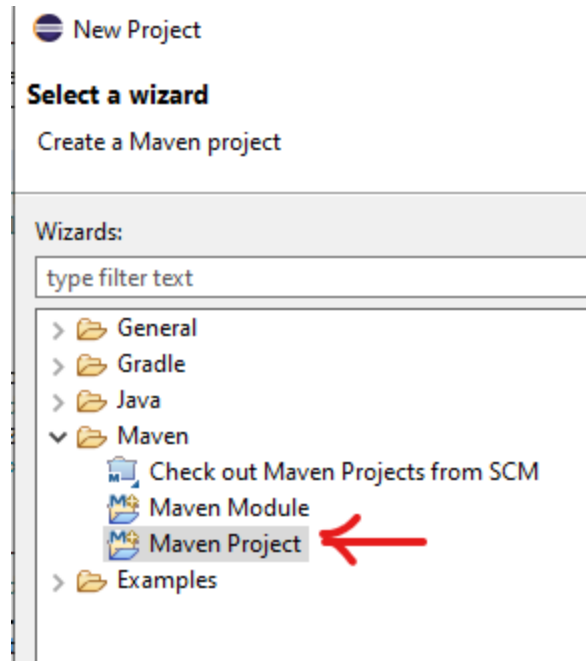 New Project
Select a wizard
Create a Maven project
Wizards:
type filter text
General
Gradle
Java
Maven
Check out Maven Projects from SCM
Maven Module
Maven Project
Examples